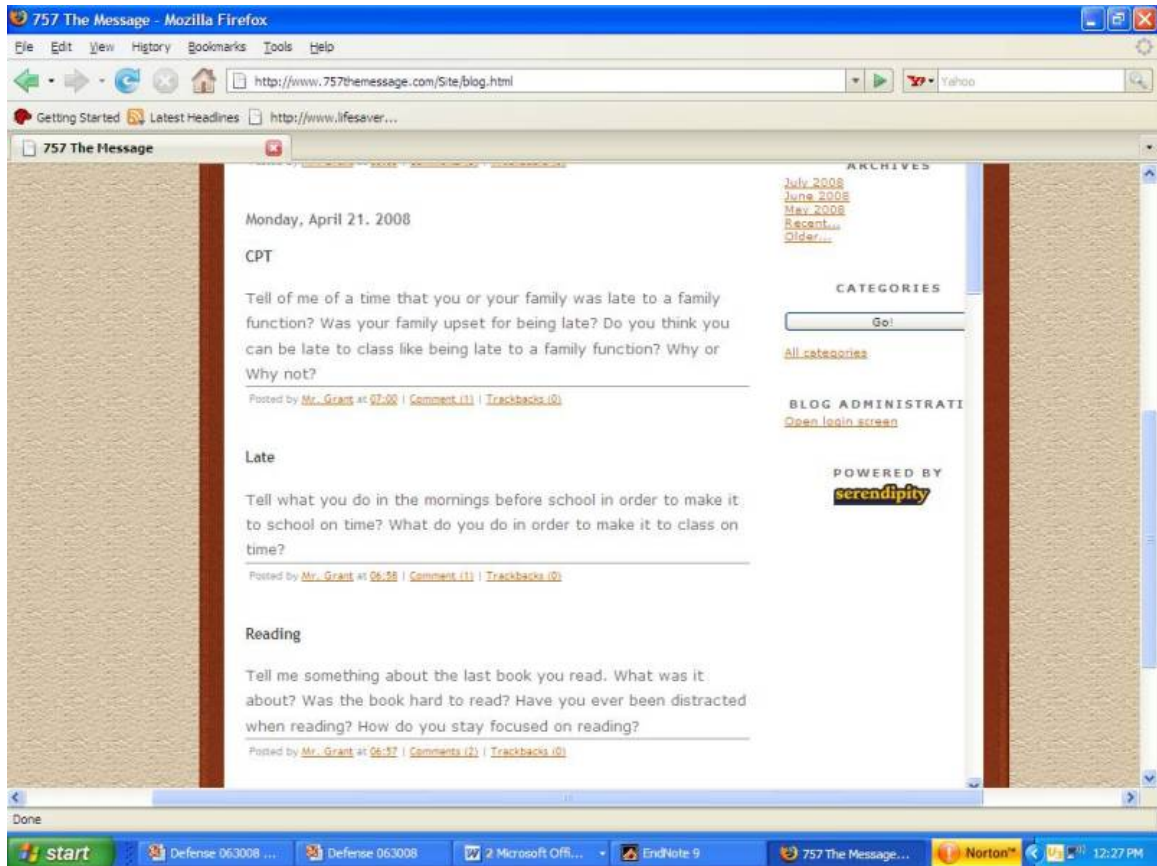 757 The Message - Mozilla Firefox
File Edit View History Bookmarks Tools Help
http://www.757themessage.com/Site/blog.html
Yahoo
Getting Started Latest Headlines http://www.lifesaver...
757 The Message
Monday, April 21. 2008
CPT
Tell of me of a time that you or your family was late to a family
function? Was your family upset for being late? Do you think you
can be late to class like being late to a family function? Why or
Why not?
Posted by Mr. Grant at 07:00 | Comment (1) | Trackbacks (0)
Late
Tell what you do in the mornings before school in order to make it
to school on time? What do you do in order to make it to class on
time?
Posted by Mr. Grant at 06:58 | Comment (1) | Trackbacks (0)
Reading
Tell me something about the last book you read. What was it
about? Was the book hard to read? Have you ever been distracted
when reading? How do you stay focused on reading?
Posted by Mr. Grant at 06:57 | Comments (2) | Trackbacks (0)
ARCHIVES
July 2008
June 2008
May 2008
Recent...
Older...
CATEGORIES
Go!
All categories
BLOG ADMINISTRATI
Open login screen
POWERED BY
serendipity
Done
start Defense 063008 ... Defense 063008 2 Microsoft Offi... EndNote 9 757 The Message... Norton™ 12:27 PM